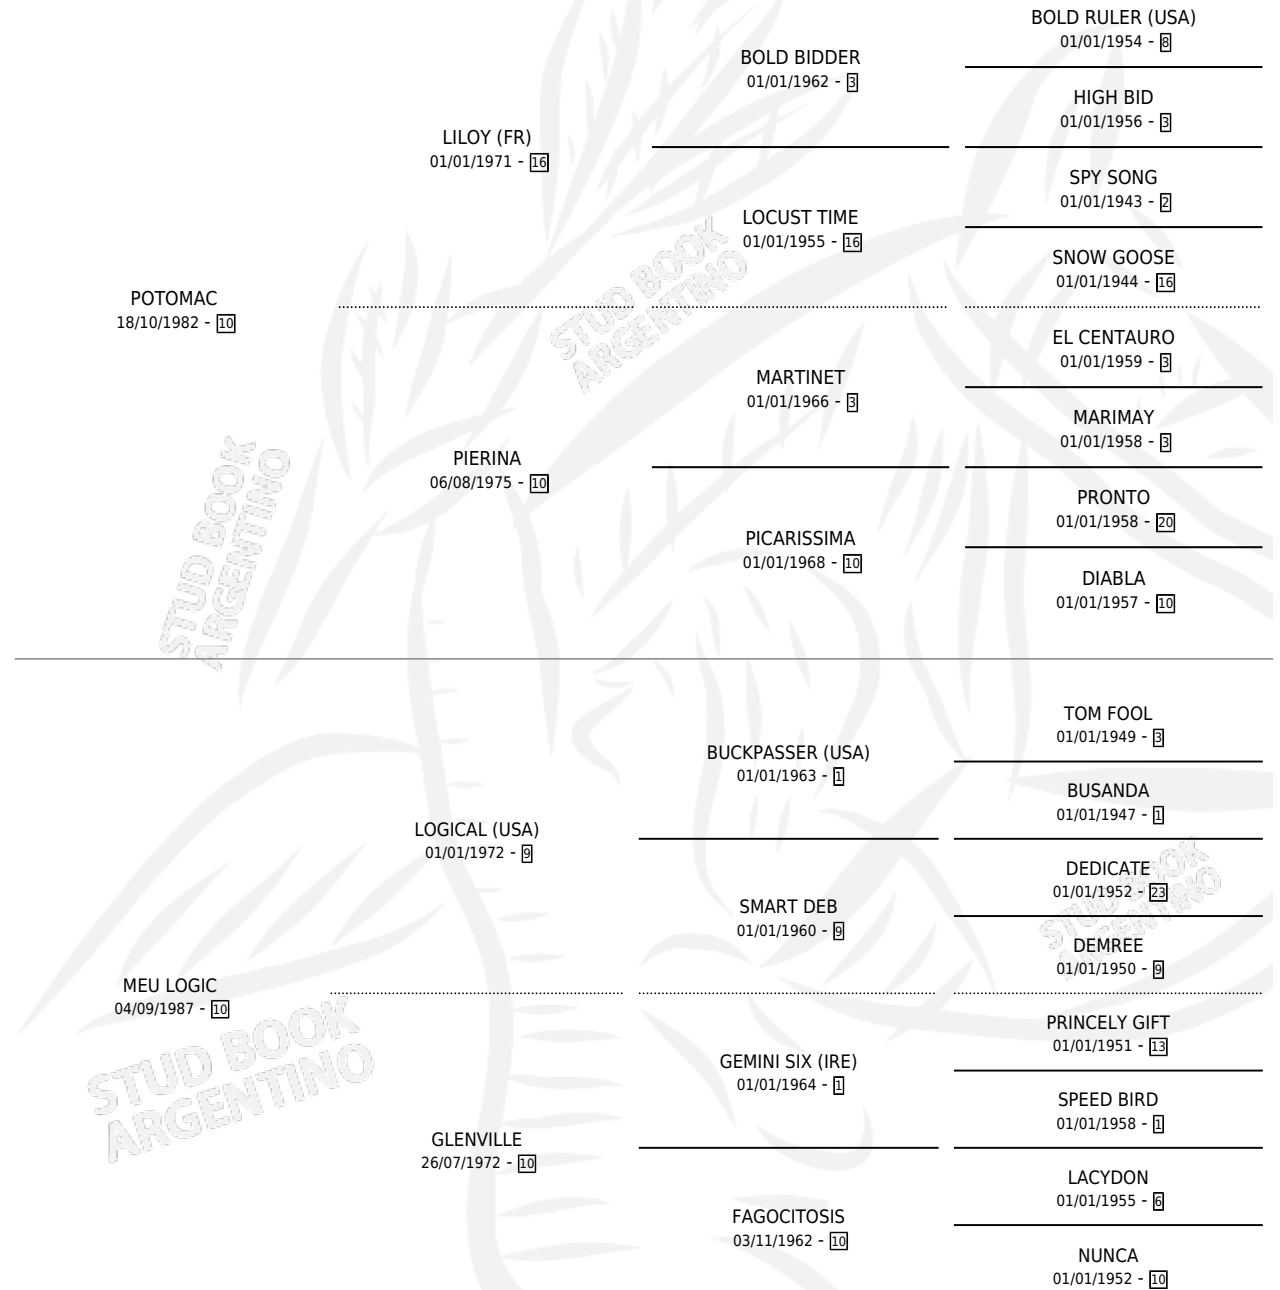 BOLD RULER (USA)
01/01/1954 - 8
BOLD BIDDER
01/01/1962 - 3
HIGH BID
01/01/1956 - 3
LILOY (FR)
01/01/1971 - 16
SPY SONG
01/01/1943 - 2
LOCUST TIME
01/01/1955 - 16
SNOW GOOSE
01/01/1944 - 16
POTOMAC
18/10/1982 - 10
EL CENTAURO
01/01/1959 - 3
MARTINET
01/01/1966 - 3
MARIMAY
01/01/1958 - 3
PIERINA
06/08/1975 - 10
PRONTO
01/01/1958 - 20
PICARISSIMA
01/01/1968 - 10
DIABLA
01/01/1957 - 10
TOM FOOL
01/01/1949 - 3
BUCKPASSER (USA)
01/01/1963 - 1
BUSANDA
01/01/1947 - 1
LOGICAL (USA)
01/01/1972 - 9
DEDICATE
01/01/1952 - 23
SMART DEB
01/01/1960 - 9
DEMREE
01/01/1950 - 9
MEU LOGIC
04/09/1987 - 10
PRINCELY GIFT
01/01/1951 - 13
GEMINI SIX (IRE)
01/01/1964 - 1
SPEED BIRD
01/01/1958 - 1
GLENVILLE
26/07/1972 - 10
LACYDON
01/01/1955 - 6
FAGOCITOSIS
03/11/1962 - 10
NUNCA
01/01/1952 - 10
STUD BOOK
ARGENTINO
STUD BOOK
ARGENTINO
STUD BOOK
ARGENTINO
STUD BOOK
ARGENTINO